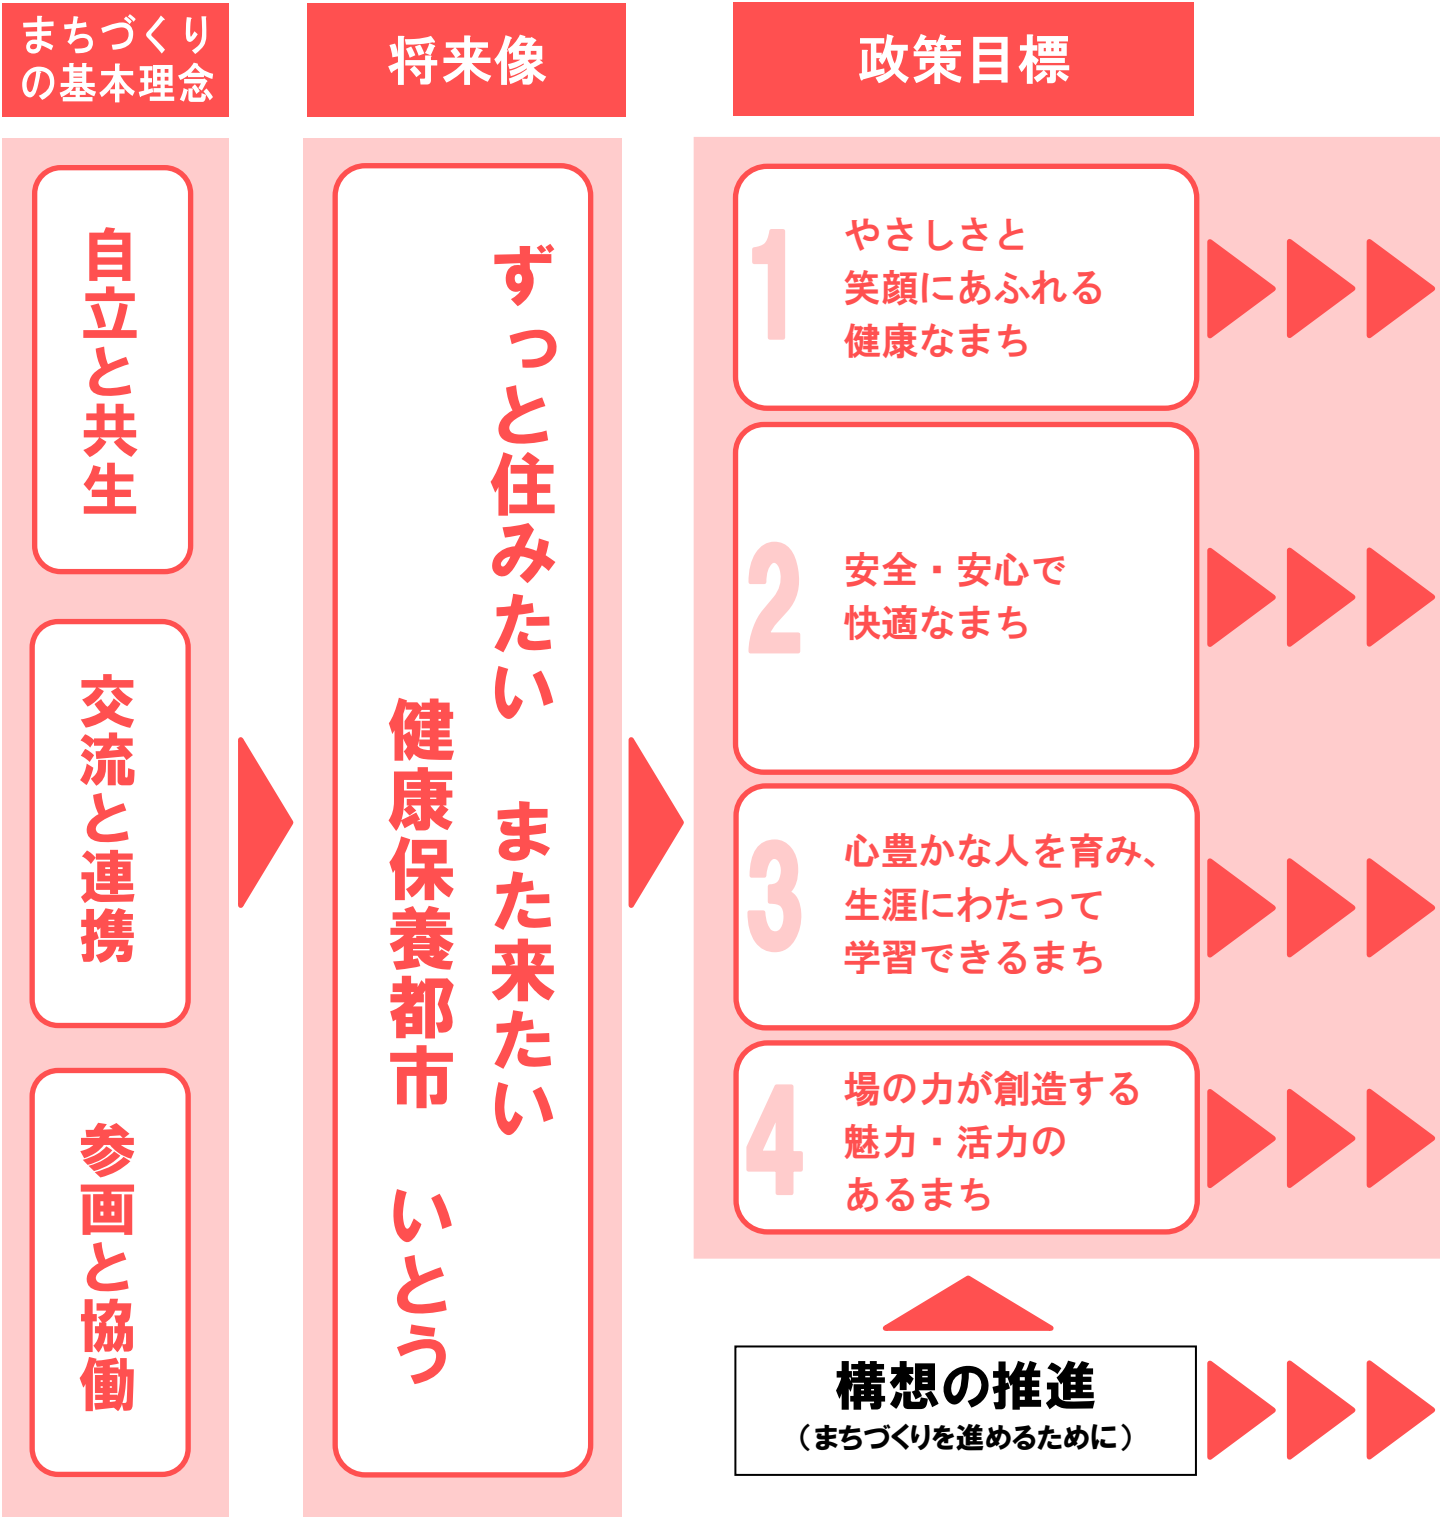 まちづくり
の基本理念
将来像
政策目標
自立と共生
交流と連携
参画と協働
ずっと住みたい また来たい
健康保養都市 いとう
1
やさしさと
笑顔にあふれる
健康なまち
2
安全・安心で
快適なまち
3
心豊かな人を育み、
生涯にわたって
学習できるまち
4
場の力が創造する
魅力・活力の
あるまち
構想の推進
（まちづくりを進めるために）